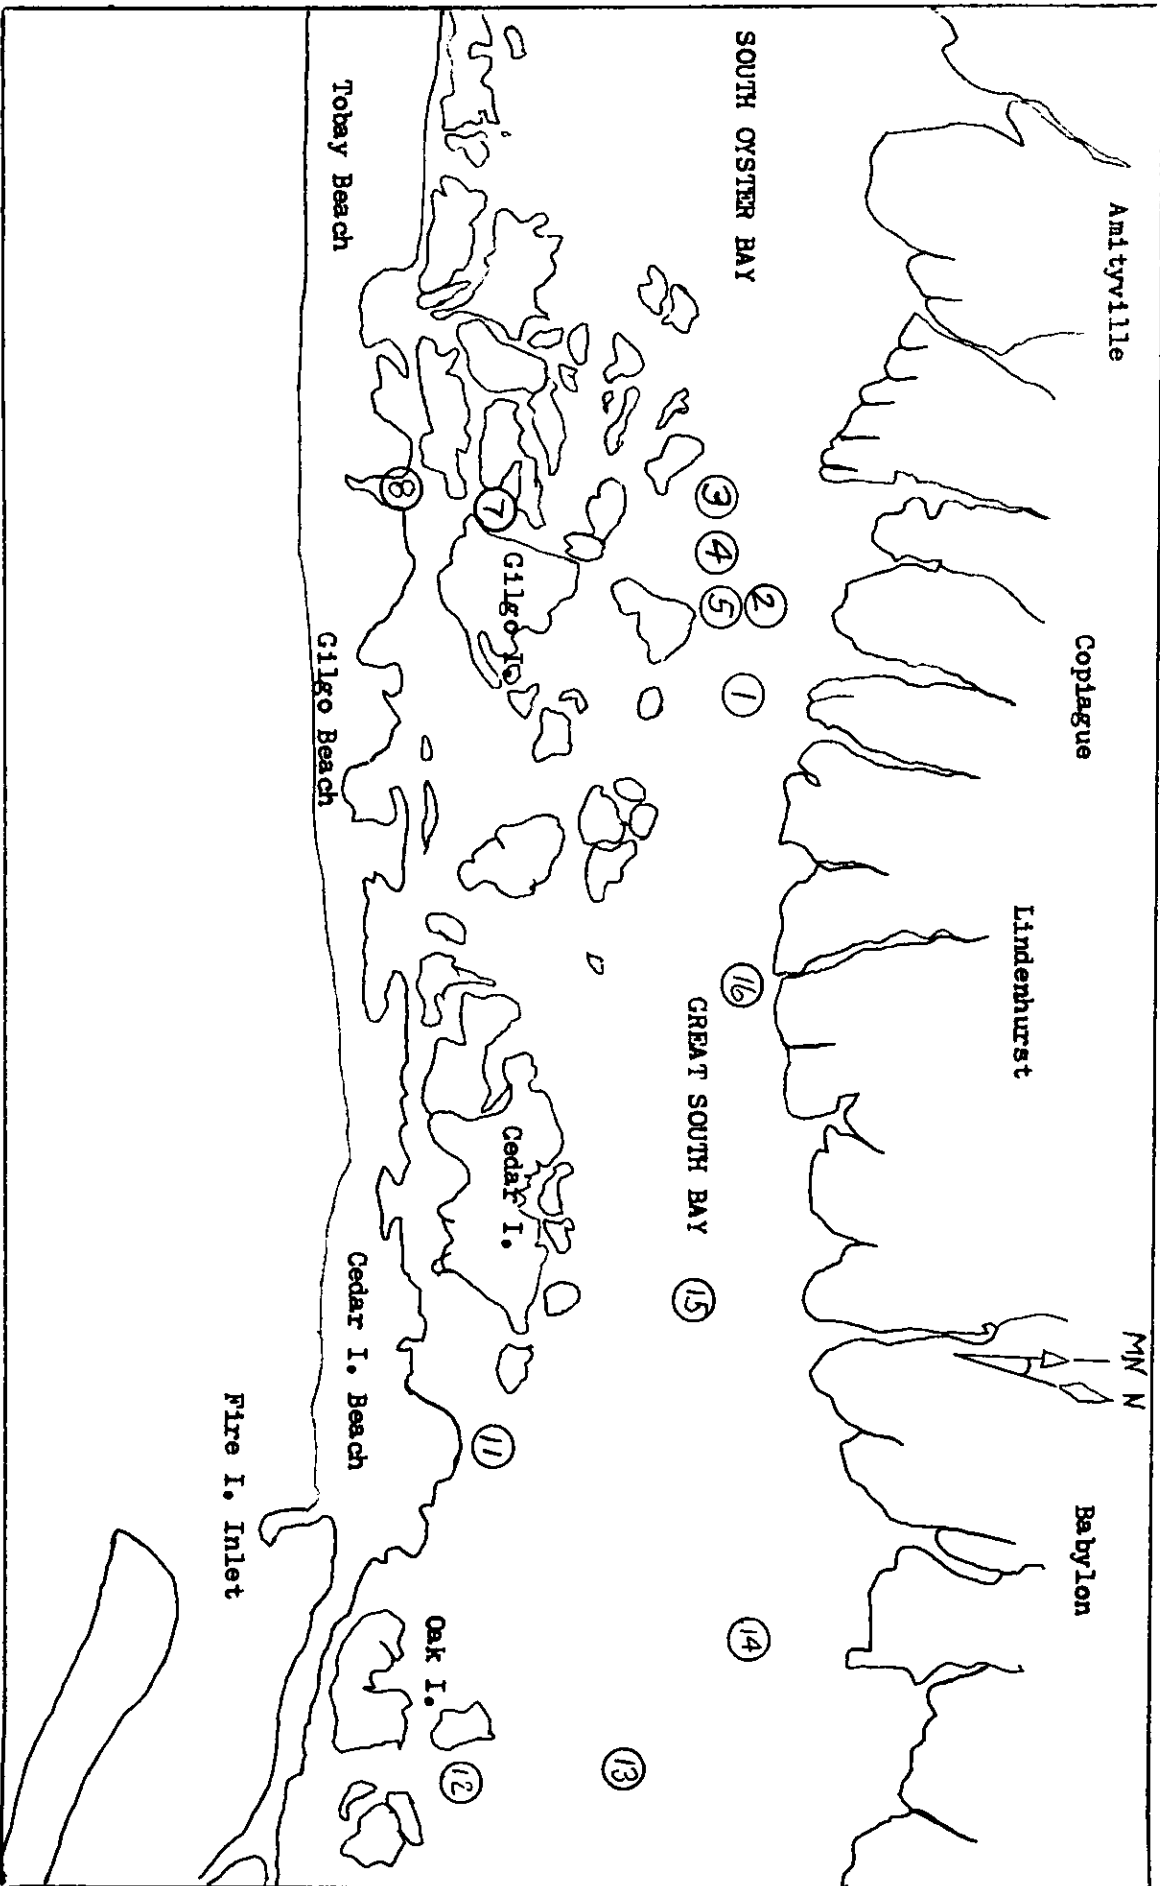 Amityville
Copiague
Lindenhurst
MN N
Babylon
SOUTH OYSTER BAY
GREAT SOUTH BAY
3
4
2
5
1
16
15
14
13
Tobay Beach
8
7
Gilgo I.
Gilgo Beach
Cedar I.
Cedar I. Beach
11
Fire I. Inlet
Oak I.
12